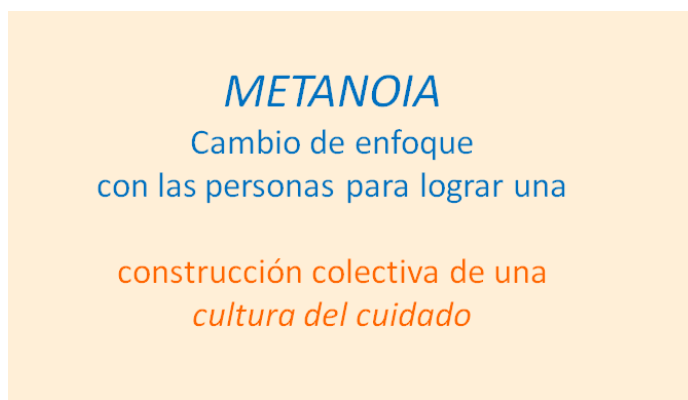 METANOIA
Cambio de enfoque
con las personas para lograr una
construcción colectiva de una
cultura del cuidado